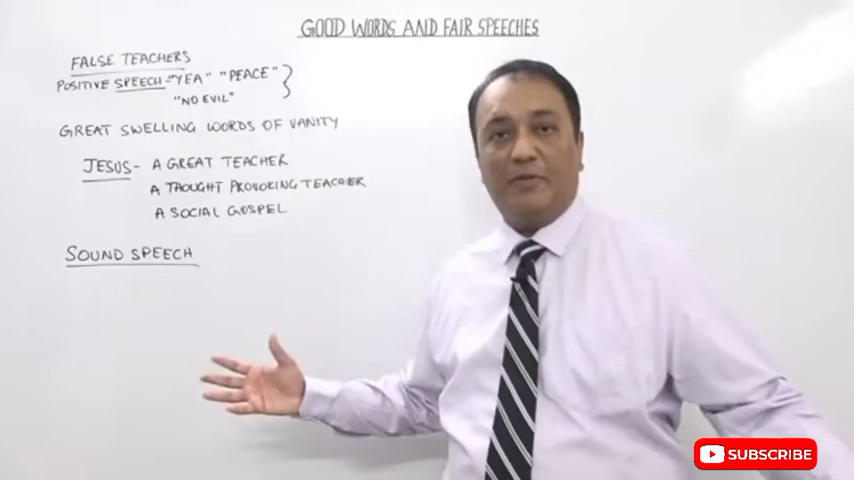 GOOD WORDS AND FAIR SPEECHES
FALSE TEACHERS
POSITIVE SPEECH - "YEA" "PEACE"
"NO EVIL"
GREAT SWELLING WORDS OF VANITY
JESUS - A GREAT TEACHER
A THOUGHT PROVOKING TEACHER
A SOCIAL GOSPEL
SOUND SPEECH
SUBSCRIBE